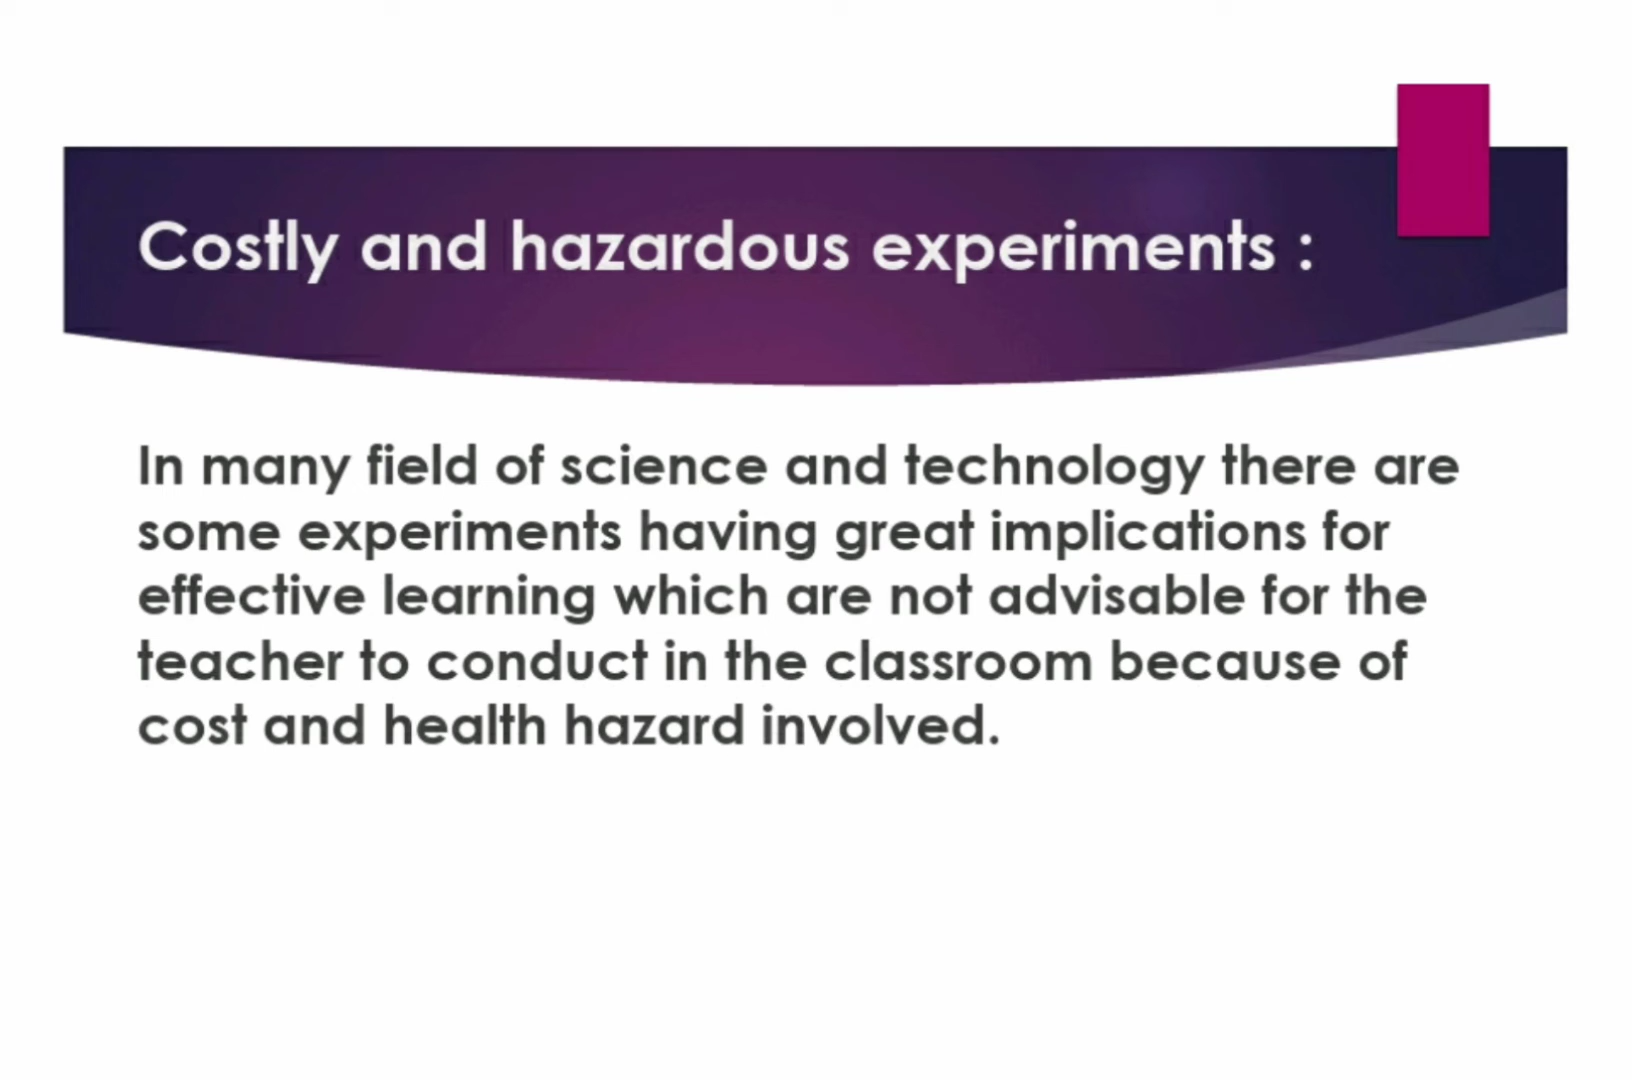 Costly and hazardous experiments :
In many field of science and technology there are
some experiments having great implications for
effective learning which are not advisable for the
teacher to conduct in the classroom because of
cost and health hazard involved.